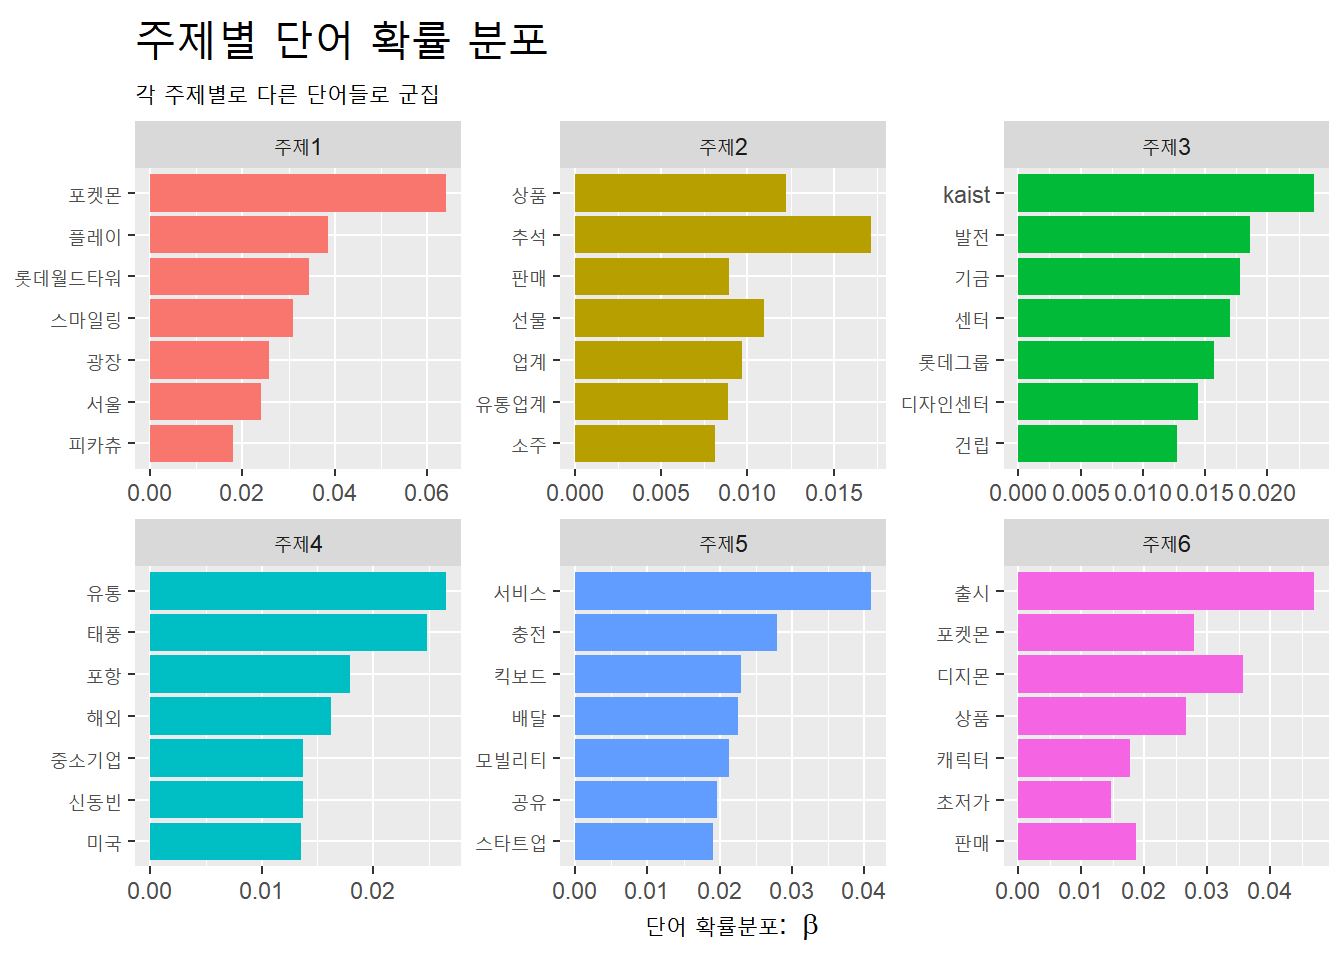 주제별 단어 확률 분포
각 주제별로 다른 단어들로 군집
주제1
포켓몬
플레이
롯데월드타워
스마일링
광장
서울
피카츄
0.00 0.02 0.04 0.06
주제2
상품
추석
판매
선물
업계
유통업계
소주
0.000 0.005 0.010 0.015
주제3
kaist
발전
기금
센터
롯데그룹
디자인센터
건립
0.000 0.005 0.010 0.015 0.020
주제4
유통
태풍
포항
해외
중소기업
신동빈
미국
0.00 0.01 0.02
주제5
서비스
충전
킥보드
배달
모빌리티
공유
스타트업
0.00 0.01 0.02 0.03 0.04
주제6
출시
포켓몬
디지몬
상품
캐릭터
초저가
판매
0.00 0.01 0.02 0.03 0.04
단어 확률분포: β